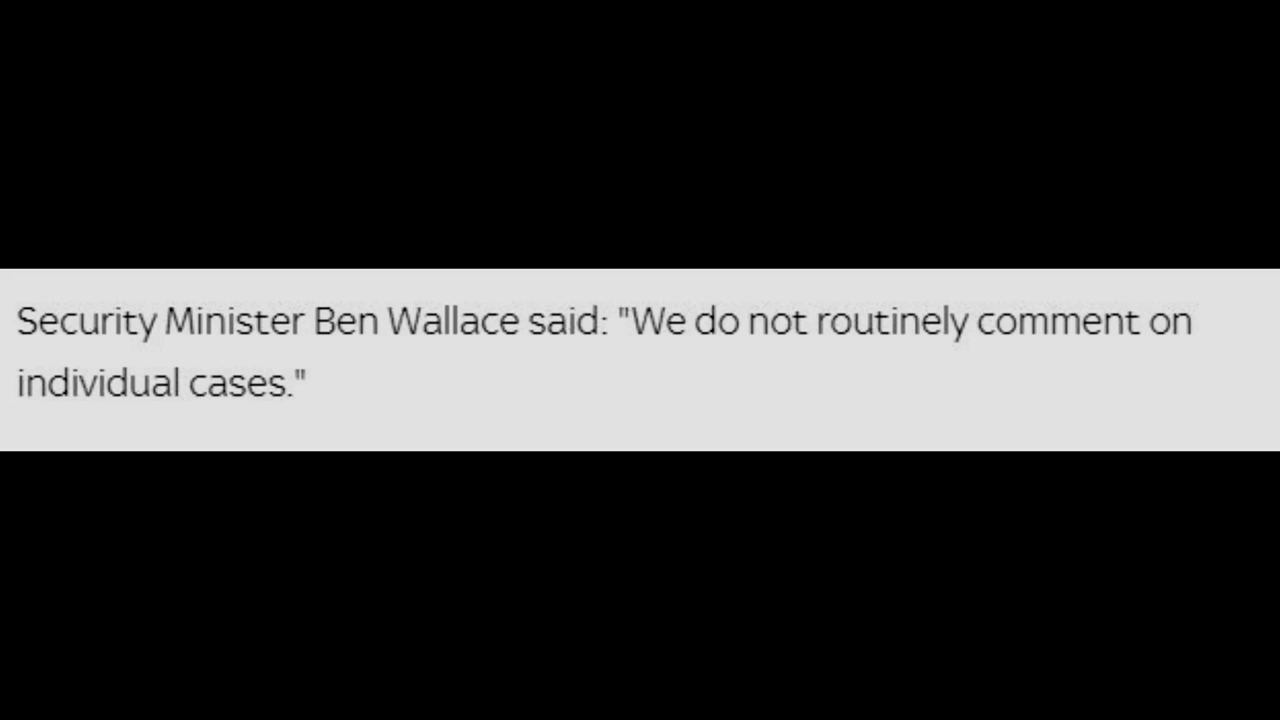 Security Minister Ben Wallace said: "We do not routinely comment on
individual cases."